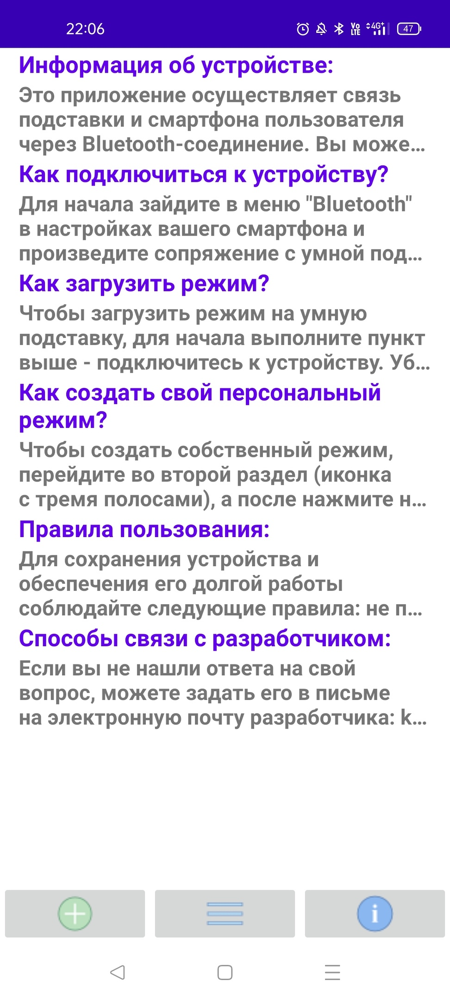 22:06
Vo LTE 4G+ 47
Информация об устройстве:
Это приложение осуществляет связь
подставки и смартфона пользователя
через Bluetooth-соединение. Вы може...
Как подключиться к устройству?
Для начала зайдите в меню "Bluetooth"
в настройках вашего смартфона и
произведите сопряжение с умной под...
Как загрузить режим?
Чтобы загрузить режим на умную
подставку, для начала выполните пункт
выше - подключитесь к устройству. Уб...
Как создать свой персональный
режим?
Чтобы создать собственный режим,
перейдите во второй раздел (иконка
с тремя полосами), а после нажмите н...
Правила пользования:
Для сохранения устройства и
обеспечения его долгой работы
соблюдайте следующие правила: не п...
Способы связи с разработчиком:
Если вы не нашли ответа на свой
вопрос, можете задать его в письме
на электронную почту разработчика: k...
i